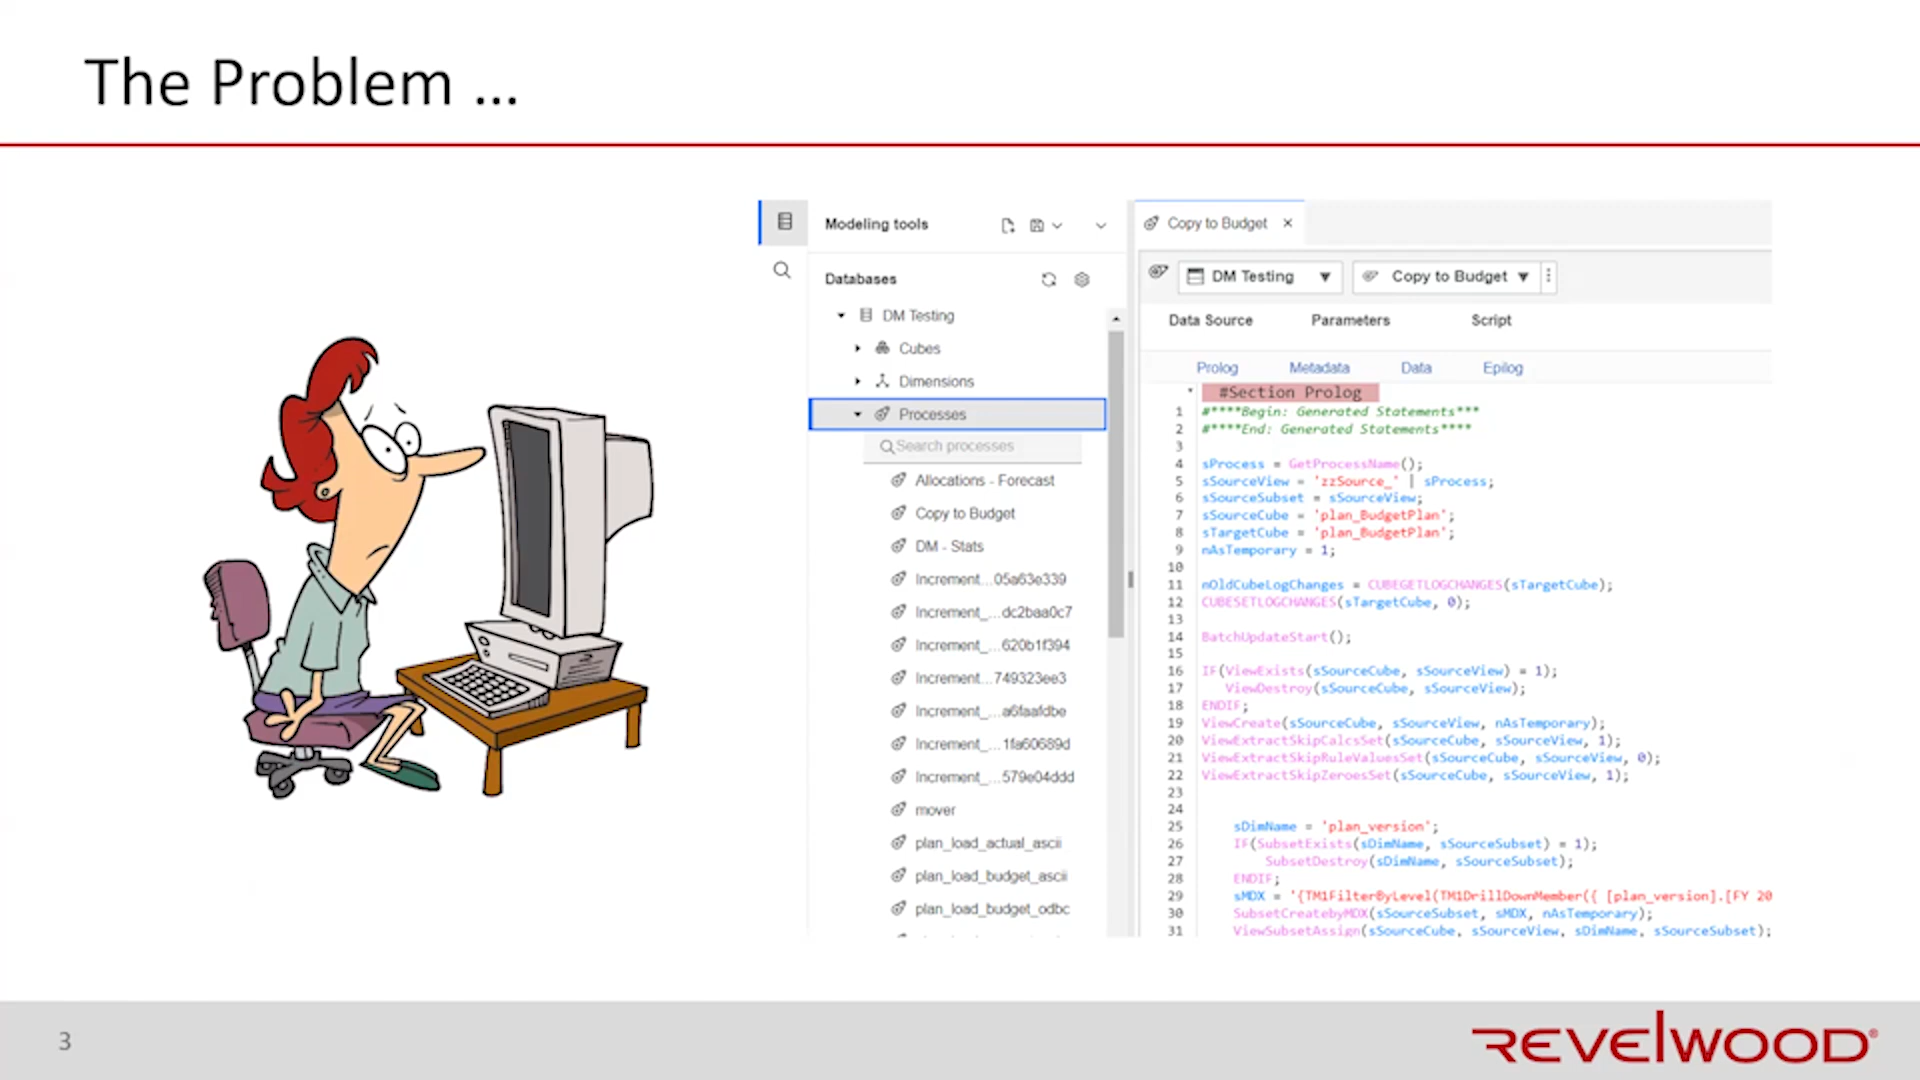 The Problem ...
Modeling tools
Databases
DM Testing
Cubes
Dimensions
Processes
Search processes
Allocations - Forecast
Copy to Budget
DM - Stats
Increment...05a63e339
Increment_...dc2baa0c7
Increment_...620b1f394
Increment...749323ee3
Increment_...a6faafdbe
Increment_...1fa60689d
Increment_...579e04ddd
mover
plan_load_actual_ascii
plan_load_budget_ascii
plan_load_budget_odbc
Copy to Budget ×
DM Testing Copy to Budget
Data Source Parameters Script
Prolog Metadata Data Epilog
#Section Prolog
1 #****Begin: Generated Statements***
2 #****End: Generated Statements****
3
4 sProcess = GetProcessName();
5 sSourceView = 'zzSource_' | sProcess;
6 sSourceSubset = sSourceView;
7 sSourceCube = 'plan_BudgetPlan';
8 sTargetCube = 'plan_BudgetPlan';
9 nAsTemporary = 1;
10
11 nOldCubeLogChanges = CUBEGETLOGCHANGES(sTargetCube);
12 CUBESETLOGCHANGES(sTargetCube, 0);
13
14 BatchUpdateStart();
15
16 IF(ViewExists(sSourceCube, sSourceView) = 1);
17 ViewDestroy(sSourceCube, sSourceView);
18 ENDIF;
19 ViewCreate(sSourceCube, sSourceView, nAsTemporary);
20 ViewExtractSkipCalcsSet(sSourceCube, sSourceView, 1);
21 ViewExtractSkipRuleValuesSet(sSourceCube, sSourceView, 0);
22 ViewExtractSkipZeroesSet(sSourceCube, sSourceView, 1);
23
24
25 sDimName = 'plan_version';
26 IF(SubsetExists(sDimName, sSourceSubset) = 1);
27 SubsetDestroy(sDimName, sSourceSubset);
28 ENDIF;
29 sMDX = '{TM1FilterByLevel(TM1DrillDownMember({ [plan_version].[FY 20
30 SubsetCreatebyMDX(sSourceSubset, sMDX, nAsTemporary);
31 ViewSubsetAssign(sSourceCube, sSourceView, sDimName, sSourceSubset);
3
REVELWOOD®